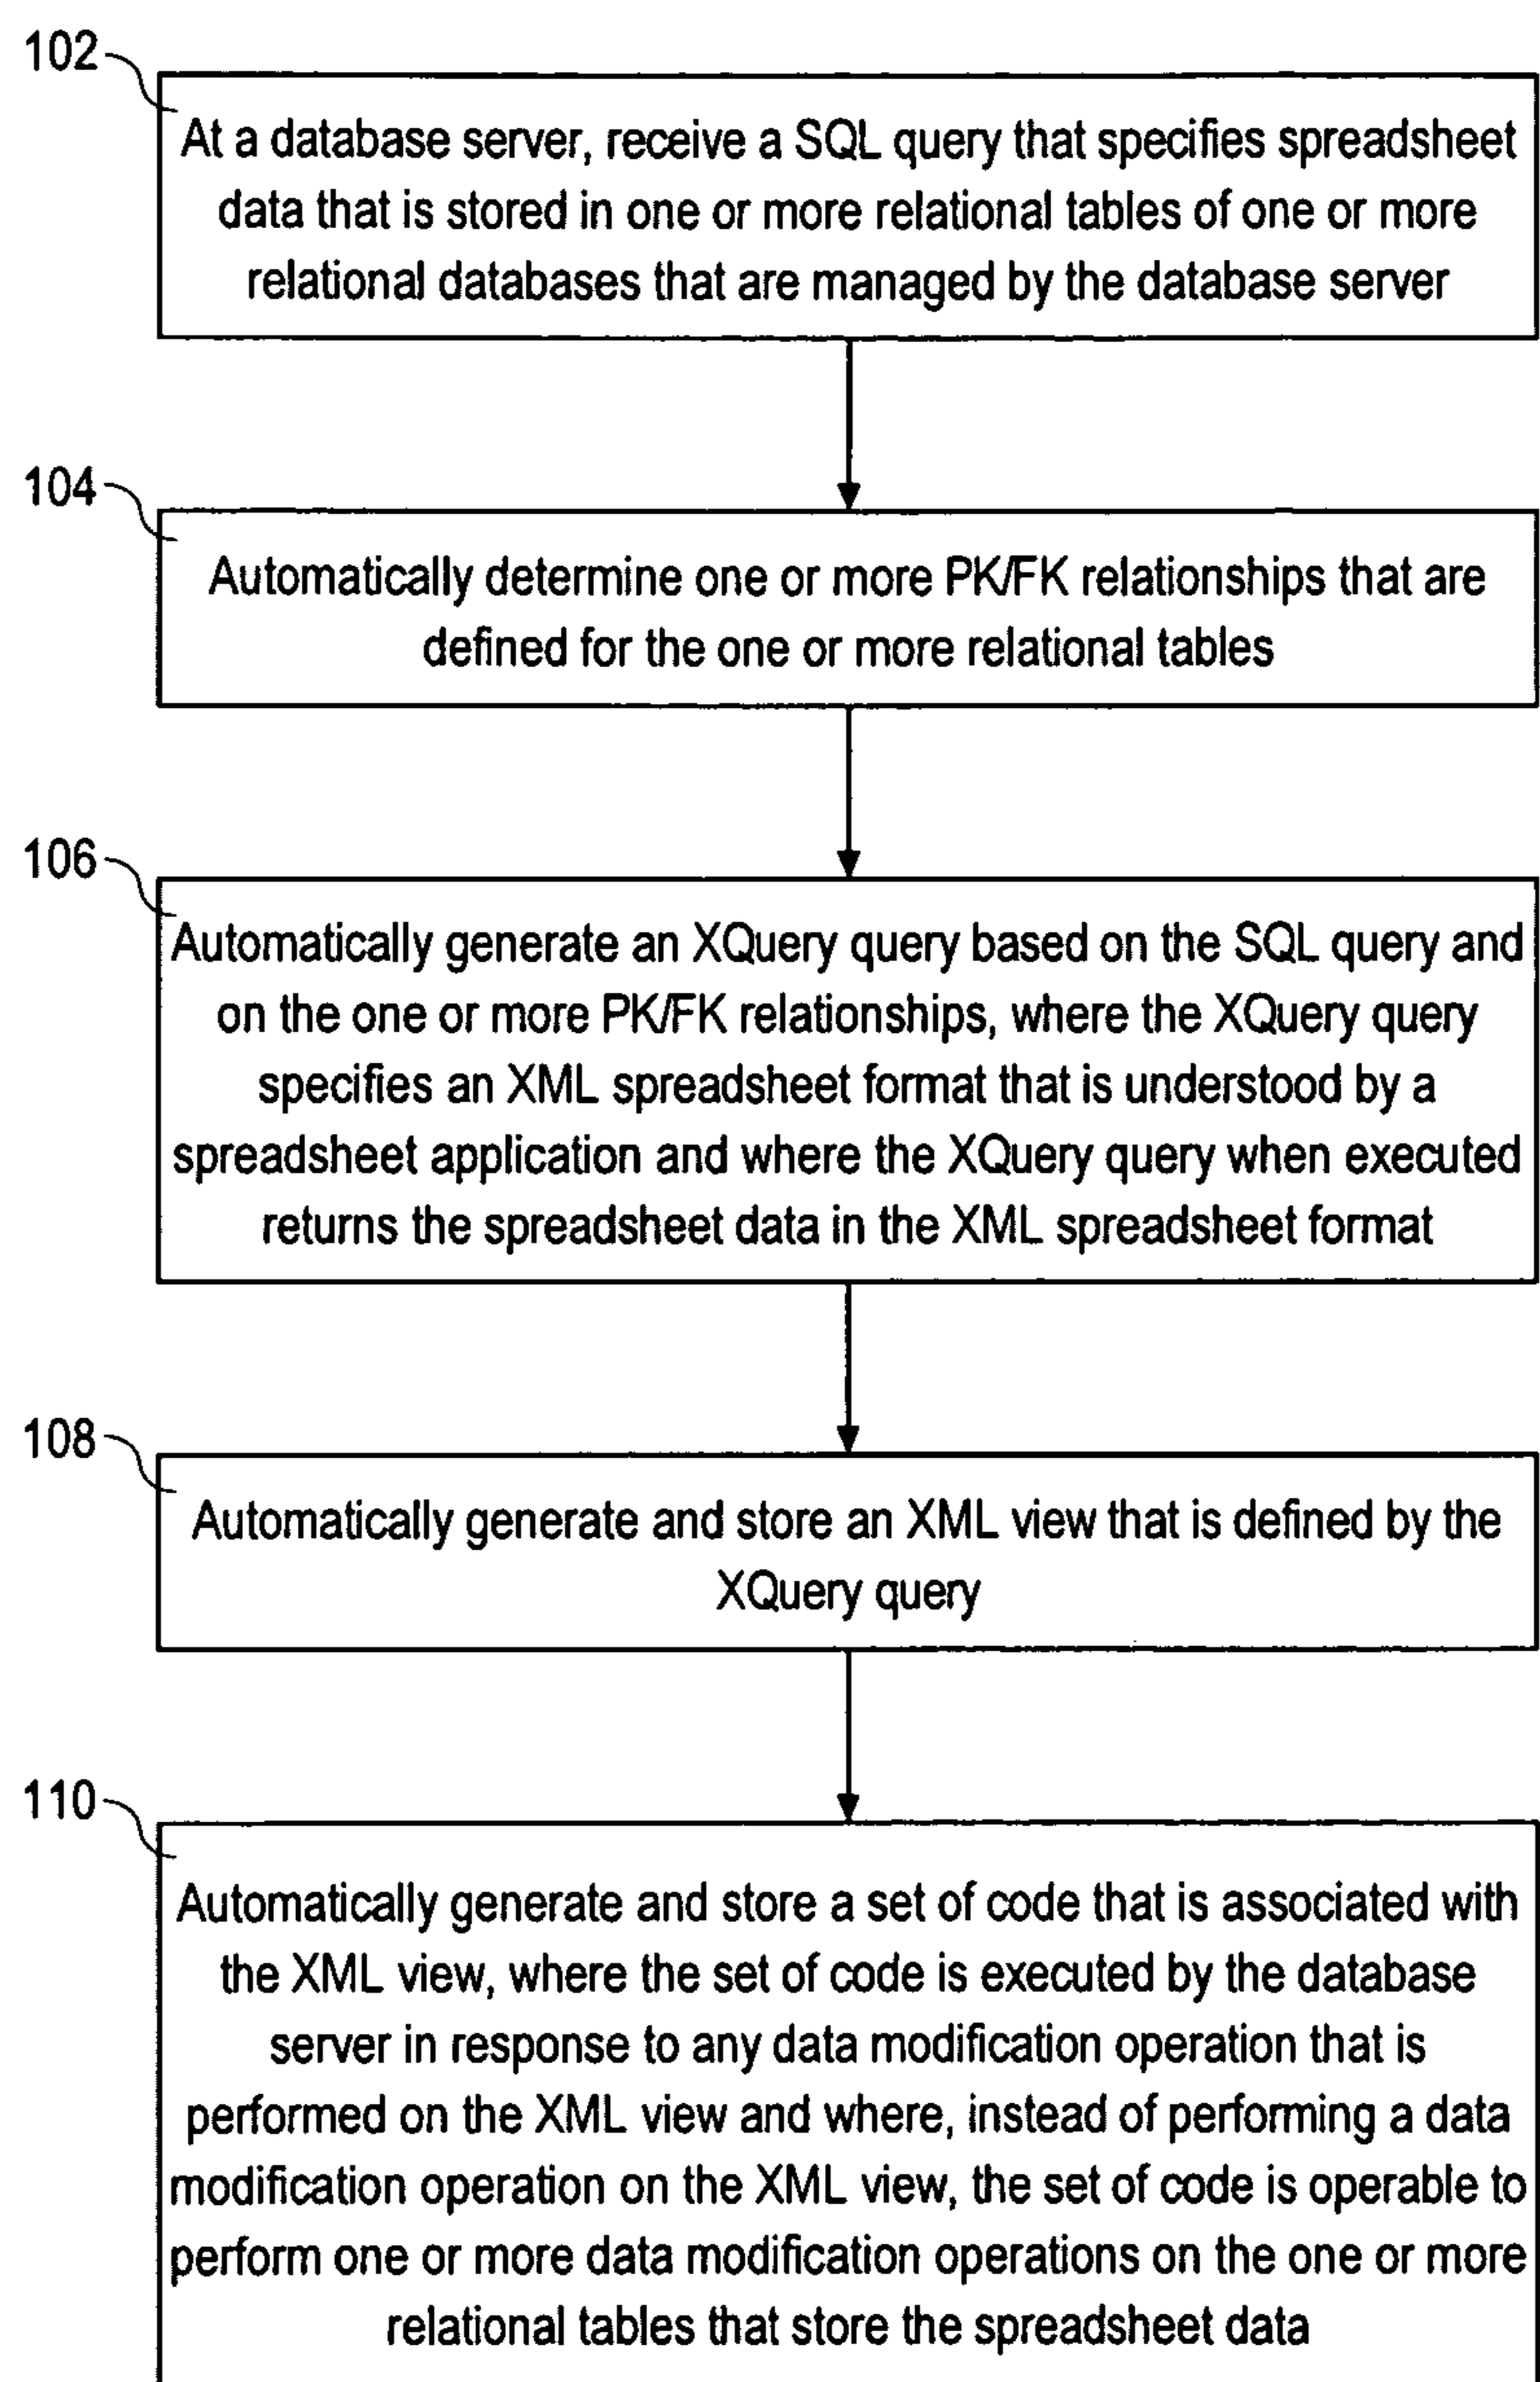 102
At a database server, receive a SQL query that specifies spreadsheet
data that is stored in one or more relational tables of one or more
relational databases that are managed by the database server
104
Automatically determine one or more PK/FK relationships that are
defined for the one or more relational tables
106
Automatically generate an XQuery query based on the SQL query and
on the one or more PK/FK relationships, where the XQuery query
specifies an XML spreadsheet format that is understood by a
spreadsheet application and where the XQuery query when executed
returns the spreadsheet data in the XML spreadsheet format
108
Automatically generate and store an XML view that is defined by the
XQuery query
110
Automatically generate and store a set of code that is associated with
the XML view, where the set of code is executed by the database
server in response to any data modification operation that is
performed on the XML view and where, instead of performing a data
modification operation on the XML view, the set of code is operable to
perform one or more data modification operations on the one or more
relational tables that store the spreadsheet data